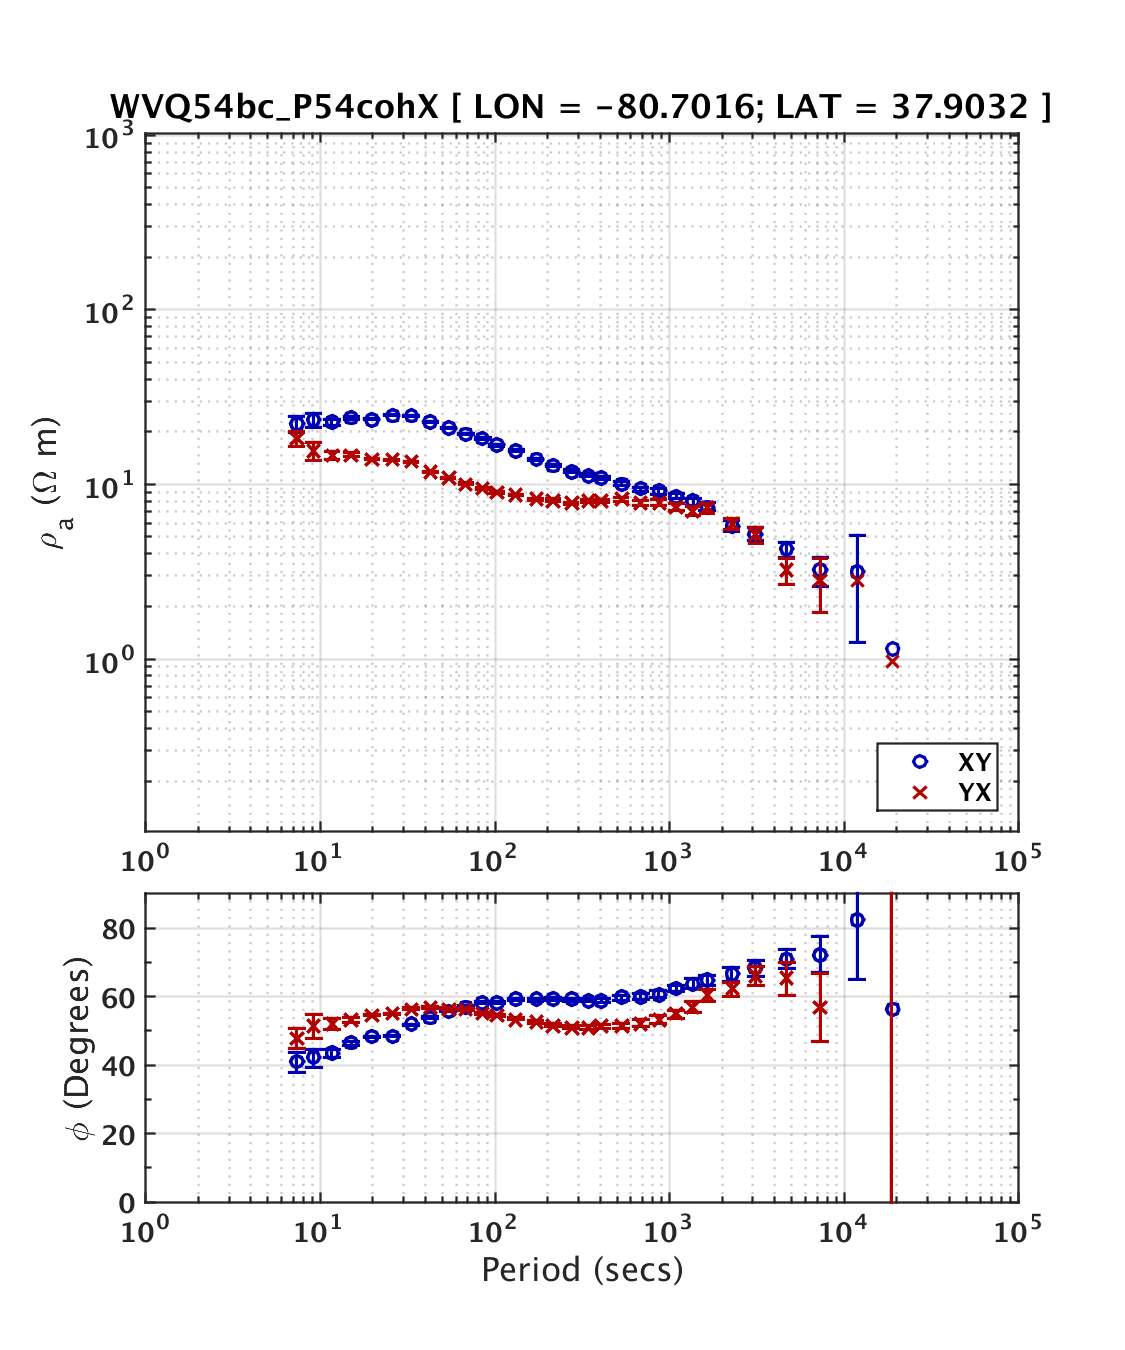 WVQ54bc_P54cohX [ LON = −80.7016; LAT = 37.9032 ]
10³
10²
10¹
10⁰
ρₐ (Ω m)
XY
YX
10⁰ 10¹ 10² 10³ 10⁴ 10⁵
80
60
40
20
0
ϕ (Degrees)
10⁰ 10¹ 10² 10³ 10⁴ 10⁵
Period (secs)